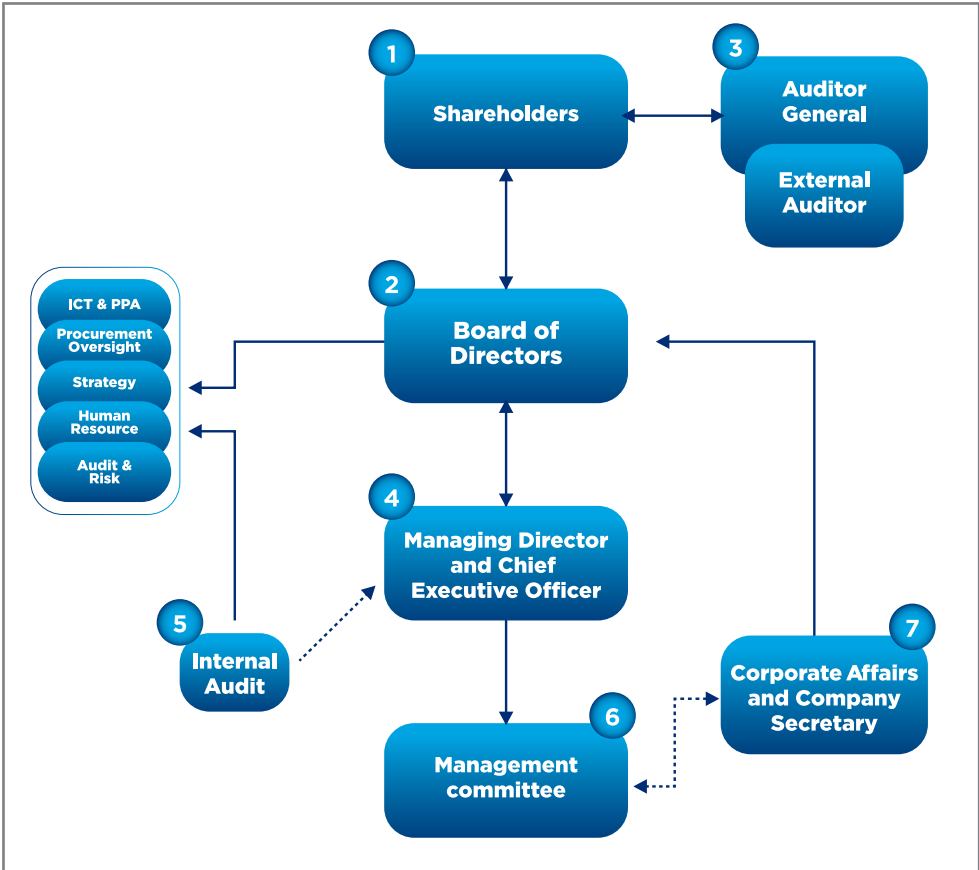 1
Shareholders
3
Auditor
General
External
Auditor
2
Board of
Directors
ICT & PPA
Procurement
Oversight
Strategy
Human
Resource
Audit &
Risk
4
Managing Director
and Chief
Executive Officer
5
Internal
Audit
6
Management
committee
7
Corporate Affairs
and Company
Secretary